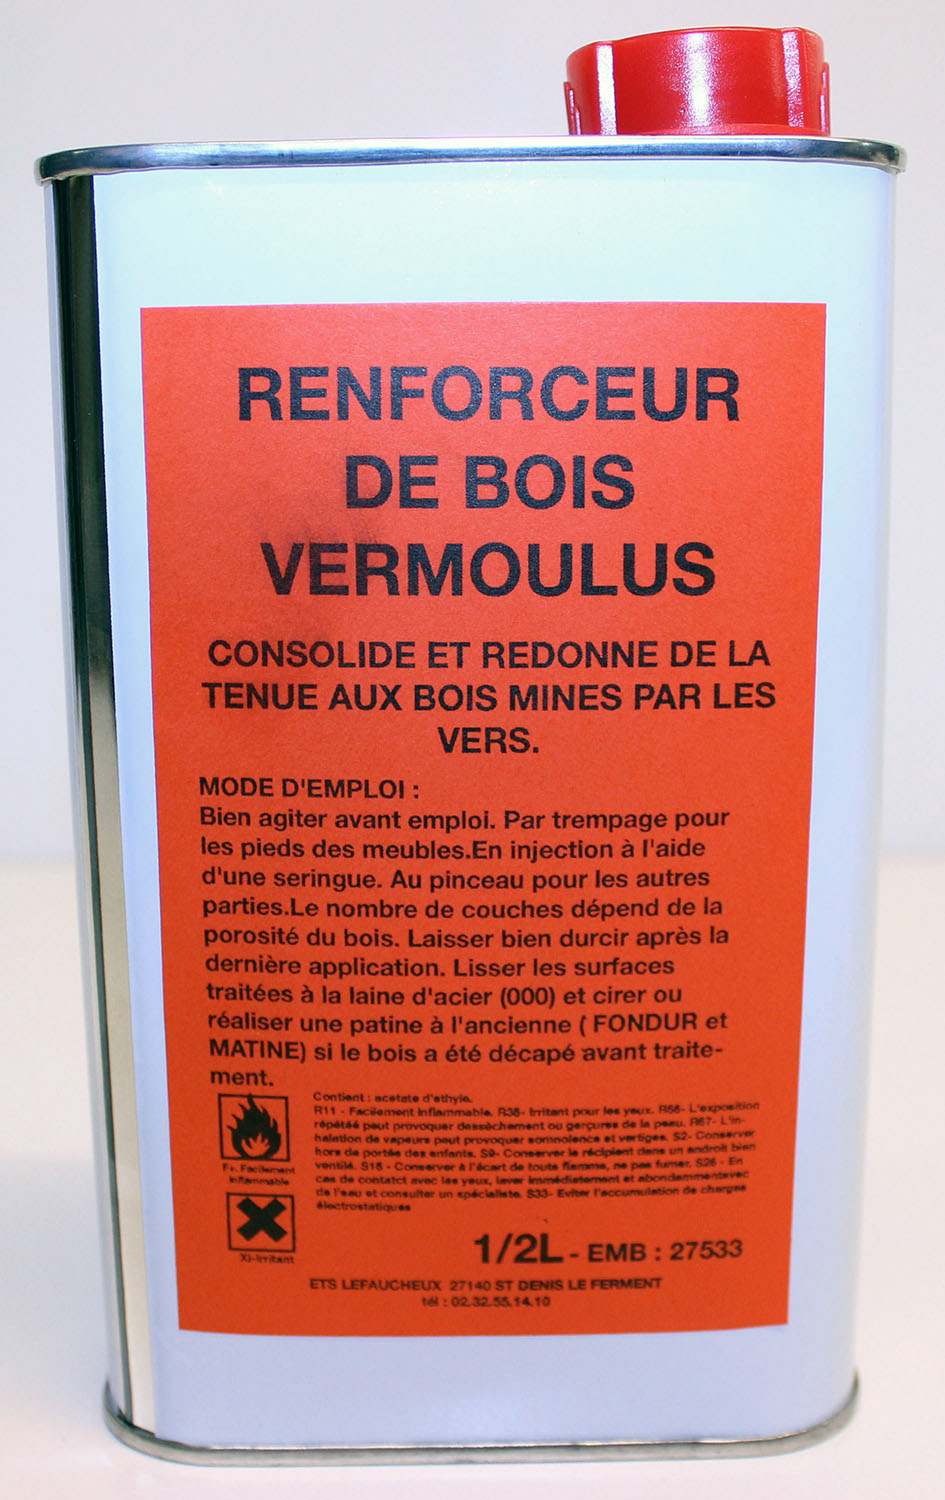 RENFORCEUR
DE BOIS
VERMOULUS
CONSOLIDE ET REDONNE DE LA
TENUE AUX BOIS MINES PAR LES
VERS.
MODE D'EMPLOI :
Bien agiter avant emploi. Par trempage pour
les pieds des meubles.En injection à l'aide
d'une seringue. Au pinceau pour les autres
parties.Le nombre de couches dépend de la
porosité du bois. Laisser bien durcir après la
dernière application. Lisser les surfaces
traitées à la laine d'acier (000) et cirer ou
réaliser une patine à l'ancienne ( FONDUR et
MATINE) si le bois a été décapé avant traite-
ment.
Contient : acetate d'ethyle.
R11 - Facilement inflammable. R36- Irritant pour les yeux. R66- L'exposition
répétée peut provoquer dessèchement ou gerçures de la peau. R67- L'in-
halation de vapeurs peut provoquer somnolence et vertiges. S2- Conserver
hors de portée des enfants. S9- Conserver le récipient dans un endroit bien
ventilé. S16 - Conserver à l'écart de toute flamme, ne pas fumer. S26 - En
cas de contatct avec les yeux, laver immédiatement et abondammentavec
de l'eau et consulter un spécialiste. S33- Eviter l'accumulation de charges
électrostatiques
F+. Facilement
inflammable
Xi-Irritant
1/2L - EMB : 27533
ETS LEFAUCHEUX 27140 ST DENIS LE FERMENT
tél : 02.32.55.14.10